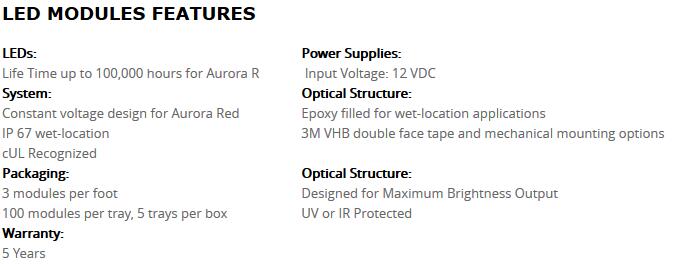 LED MODULES FEATURES
LEDs:
Life Time up to 100,000 hours for Aurora R
System:
Constant voltage design for Aurora Red
IP 67 wet-location
cUL Recognized
Packaging:
3 modules per foot
100 modules per tray, 5 trays per box
Warranty:
5 Years
Power Supplies:
Input Voltage: 12 VDC
Optical Structure:
Epoxy filled for wet-location applications
3M VHB double face tape and mechanical mounting options
Optical Structure:
Designed for Maximum Brightness Output
UV or IR Protected